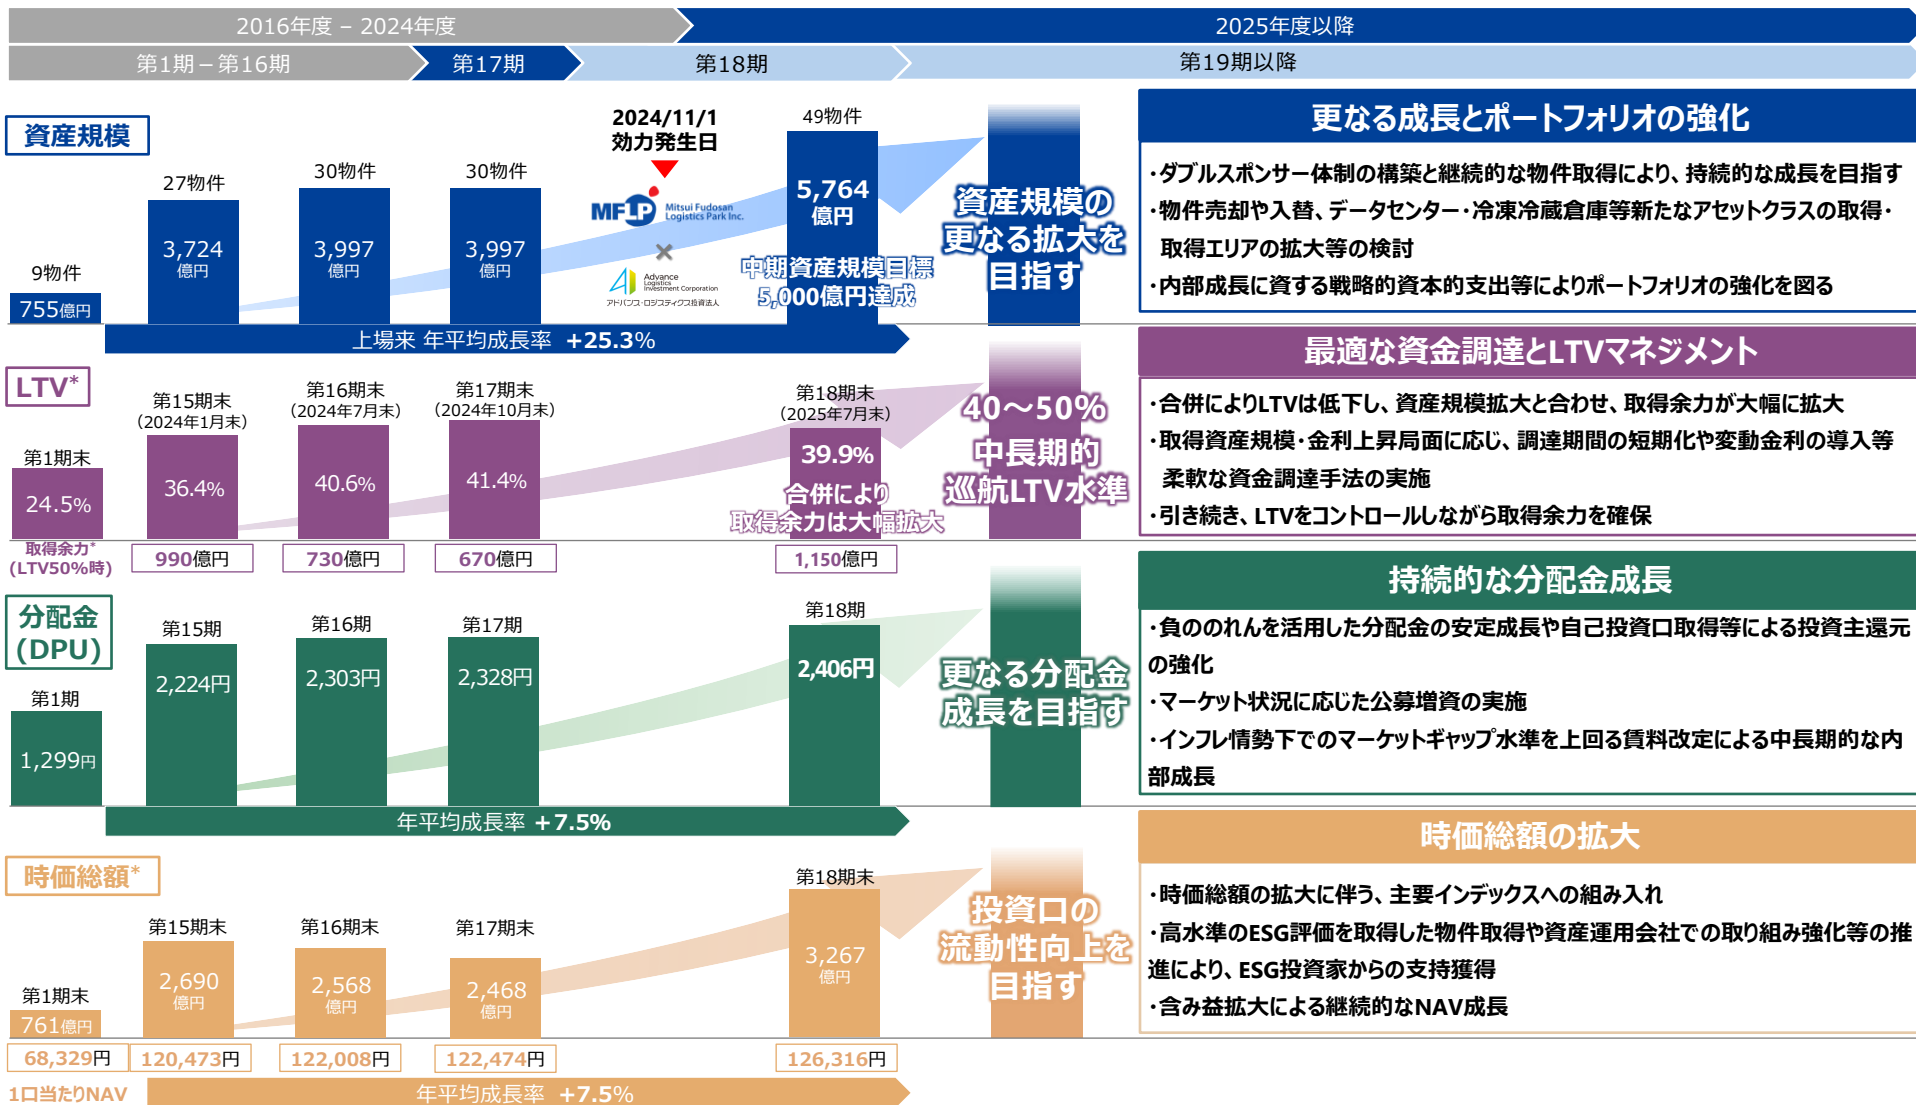 2016年度 – 2024年度
2025年度以降
第1期 – 第16期
第17期
第18期
第19期以降
資産規模
9物件
755億円
27物件
3,724
億円
30物件
3,997
億円
30物件
3,997
億円
2024/11/1
効力発生日
MFLP
Mitsui Fudosan
Logistics Park Inc.
×
Advance
Logistics
Investment Corporation
アドバンス・ロジスティクス投資法人
49物件
5,764
億円
中期資産規模目標
5,000億円達成
資産規模の
更なる拡大を
目指す
上場来 年平均成長率 +25.3%
更なる成長とポートフォリオの強化
・ダブルスポンサー体制の構築と継続的な物件取得により、持続的な成長を目指す
・物件売却や入替、データセンター・冷凍冷蔵倉庫等新たなアセットクラスの取得・
取得エリアの拡大等の検討
・内部成長に資する戦略的資本的支出等によりポートフォリオの強化を図る
LTV*
第1期末
24.5%
第15期末
(2024年1月末)
36.4%
第16期末
(2024年7月末)
40.6%
第17期末
(2024年10月末)
41.4%
第18期末
(2025年7月末)
39.9%
合併により
取得余力は大幅拡大
40～50%
中長期的
巡航LTV水準
取得余力*
(LTV50%時)
990億円
730億円
670億円
1,150億円
最適な資金調達とLTVマネジメント
・合併によりLTVは低下し、資産規模拡大と合わせ、取得余力が大幅に拡大
・取得資産規模・金利上昇局面に応じ、調達期間の短期化や変動金利の導入等
柔軟な資金調達手法の実施
・引き続き、LTVをコントロールしながら取得余力を確保
分配金
(DPU)
第1期
1,299円
第15期
2,224円
第16期
2,303円
第17期
2,328円
第18期
2,406円
更なる分配金
成長を目指す
年平均成長率 +7.5%
持続的な分配金成長
・負ののれんを活用した分配金の安定成長や自己投資口取得等による投資主還元
の強化
・マーケット状況に応じた公募増資の実施
・インフレ情勢下でのマーケットギャップ水準を上回る賃料改定による中長期的な内
部成長
時価総額*
第1期末
761億円
第15期末
2,690
億円
第16期末
2,568
億円
第17期末
2,468
億円
第18期末
3,267
億円
投資口の
流動性向上を
目指す
68,329円
120,473円
122,008円
122,474円
126,316円
1口当たりNAV
年平均成長率 +7.5%
時価総額の拡大
・時価総額の拡大に伴う、主要インデックスへの組み入れ
・高水準のESG評価を取得した物件取得や資産運用会社での取り組み強化等の推
進により、ESG投資家からの支持獲得
・含み益拡大による継続的なNAV成長